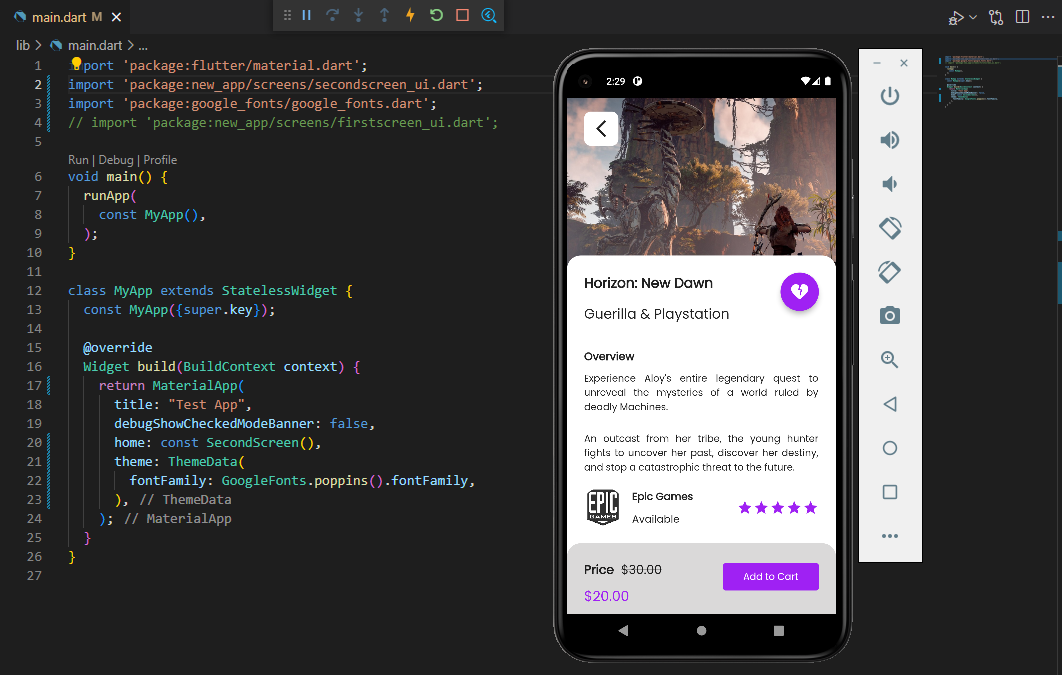 main.dart M
lib > main.dart > ...
1 port 'package:flutter/material.dart';
2 import 'package:new_app/screens/secondscreen_ui.dart';
3 import 'package:google_fonts/google_fonts.dart';
4 // import 'package:new_app/screens/firstscreen_ui.dart';
5
Run | Debug | Profile
6 void main() {
7 runApp(
8 const MyApp(),
9 );
10 }
11
12 class MyApp extends StatelessWidget {
13 const MyApp({super.key});
14
15 @override
16 Widget build(BuildContext context) {
17 return MaterialApp(
18 title: "Test App",
19 debugShowCheckedModeBanner: false,
20 home: const SecondScreen(),
21 theme: ThemeData(
22 fontFamily: GoogleFonts.poppins().fontFamily,
23 ), // ThemeData
24 ); // MaterialApp
25 }
26 }
27
2:29
Horizon: New Dawn
Guerilla & Playstation
Overview
Experience Aloy's entire legendary quest to
unreveal the mysteries of a world ruled by
deadly Machines.
An outcast from her tribe, the young hunter
fights to uncover her past, discover her destiny,
and stop a catastrophic threat to the future.
EPIC
GAMES
Epic Games
Available
Price $30.00
$20.00
Add to Cart